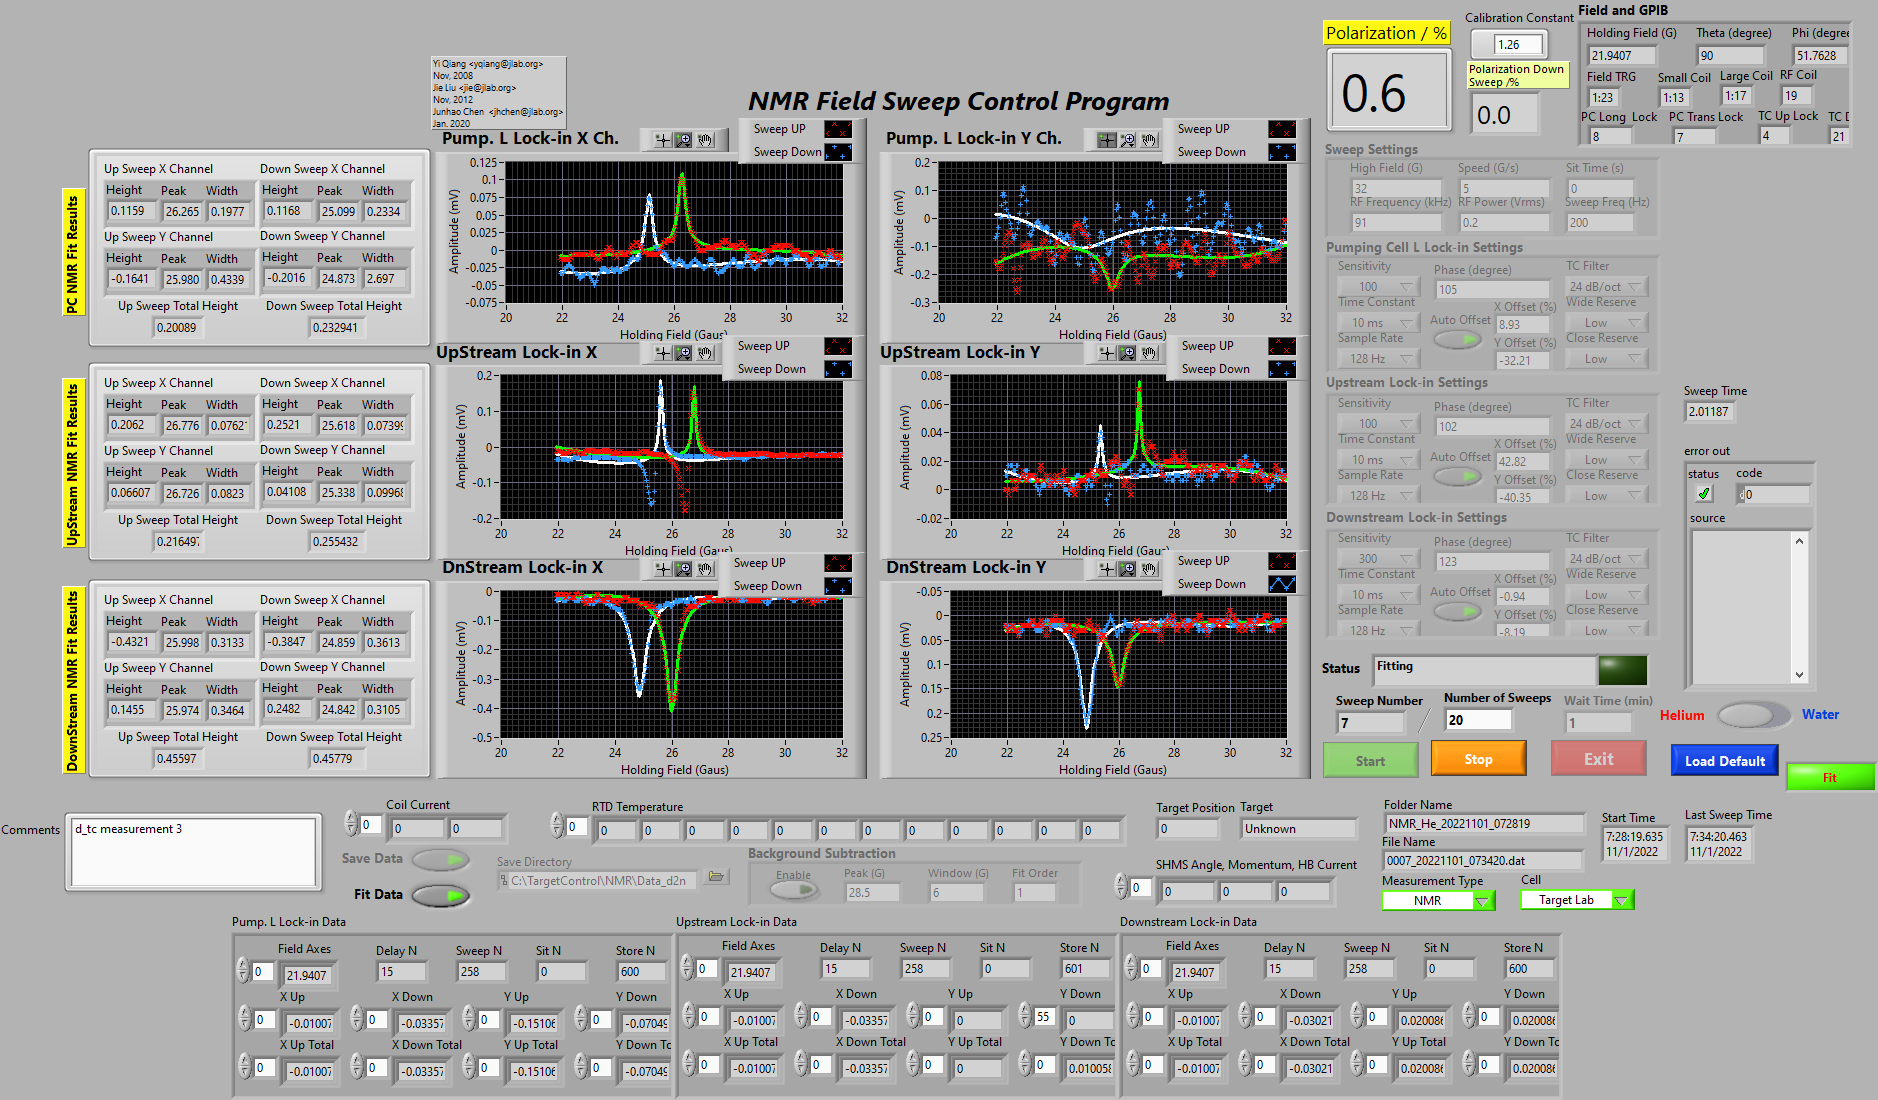 Yi Qiang <yqiang@jlab.org>
Nov, 2008
Jie Liu <jie@jlab.org>
Nov, 2012
Junhao Chen <jhchen@jlab.org>
Jan. 2020
NMR Field Sweep Control Program
Polarization / %
0.6
Calibration Constant
1.26
Polarization Down
Sweep /%
0.0
Field and GPIB
Holding Field (G) Theta (degree) Phi (degree
21.9407 90 51.7628
Field TRG Small Coil Large Coil RF Coil
1:23 1:13 1:17 19
PC Long Lock PC Trans Lock TC Up Lock TC D
8 7 4 21
PC NMR Fit Results
Up Sweep X Channel Down Sweep X Channel
Height Peak Width Height Peak Width
0.1159 26.265 0.1977 0.1168 25.099 0.2334
Up Sweep Y Channel Down Sweep Y Channel
Height Peak Width Height Peak Width
-0.1641 25.980 0.4339 -0.2016 24.873 2.697
Up Sweep Total Height Down Sweep Total Height
0.20089 0.232941
Pump. L Lock-in X Ch.
Sweep UP
Sweep Down
Amplitude (mV)
0.125
0.1
0.075
0.05
0.025
0
-0.025
-0.05
-0.075
20 22 24 26 28 30 32
Holding Field (Gaus)
Pump. L Lock-in Y Ch.
Sweep UP
Sweep Down
Amplitude (mV)
0.2
0.1
0
-0.1
-0.2
-0.3
20 22 24 26 28 30 32
Holding Field (Gaus)
UpStream NMR Fit Results
Up Sweep X Channel Down Sweep X Channel
Height Peak Width Height Peak Width
0.2062 26.776 0.0762 0.2521 25.618 0.0739
Up Sweep Y Channel Down Sweep Y Channel
Height Peak Width Height Peak Width
0.06607 26.726 0.0823 0.04108 25.338 0.0996
Up Sweep Total Height Down Sweep Total Height
0.21649 0.255432
UpStream Lock-in X
Sweep UP
Sweep Down
Amplitude (mV)
0.2
0.1
0
-0.1
-0.2
20 22 24 26 28 30 32
Holding Field (Gaus)
UpStream Lock-in Y
Sweep UP
Sweep Down
Amplitude (mV)
0.08
0.06
0.04
0.02
0
-0.02
20 22 24 26 28 30 32
Holding Field (Gaus)
DownStream NMR Fit Results
Up Sweep X Channel Down Sweep X Channel
Height Peak Width Height Peak Width
-0.4321 25.998 0.3133 -0.3847 24.859 0.3613
Up Sweep Y Channel Down Sweep Y Channel
Height Peak Width Height Peak Width
0.1455 25.974 0.3464 0.2482 24.842 0.3105
Up Sweep Total Height Down Sweep Total Height
0.45597 0.45779
DnStream Lock-in X
Sweep UP
Sweep Down
Amplitude (mV)
0
-0.1
-0.2
-0.3
-0.4
-0.5
20 22 24 26 28 30 32
Holding Field (Gaus)
DnStream Lock-in Y
Sweep UP
Sweep Down
Amplitude (mV)
-0.05
0
0.05
0.1
0.15
0.2
0.25
20 22 24 26 28 30 32
Holding Field (Gaus)
Sweep Settings
High Field (G) Speed (G/s) Sit Time (s)
32 5 0
RF Frequency (kHz) RF Power (Vrms) Sweep Freq (Hz)
91 0.2 200
Pumping Cell L Lock-in Settings
Sensitivity Phase (degree) TC Filter
100 105 24 dB/oct
Time Constant X Offset (%) Wide Reserve
10 ms Auto Offset 8.93 Low
Sample Rate Y Offset (%) Close Reserve
128 Hz -32.21 Low
Upstream Lock-in Settings
Sensitivity Phase (degree) TC Filter
100 102 24 dB/oct
Time Constant X Offset (%) Wide Reserve
10 ms Auto Offset 42.82 Low
Sample Rate Y Offset (%) Close Reserve
128 Hz -40.35 Low
Downstream Lock-in Settings
Sensitivity Phase (degree) TC Filter
300 123 24 dB/oct
Time Constant X Offset (%) Wide Reserve
10 ms Auto Offset -0.94 Low
Sample Rate Y Offset (%) Close Reserve
128 Hz -8.19 Low
Sweep Time
2.01187
error out
status code
0
source
Status Fitting
Sweep Number Number of Sweeps Wait Time (min)
7 / 20 1
Helium Water
Start Stop Exit Load Default Fit
Comments
d_tc measurement 3
Coil Current
0 0 0
Save Data
Fit Data
RTD Temperature
0 0 0 0 0 0 0 0 0 0 0 0 0
Save Directory
C:\TargetControl\NMR\Data_d2n
Background Subtraction
Enable Peak (G) Window (G) Fit Order
28.5 6 1
Target Position Target
0 Unknown
SHMS Angle, Momentum, HB Current
0 0 0 0
Folder Name
NMR_He_20221101_072819
File Name
0007_20221101_073420.dat
Measurement Type Cell
NMR Target Lab
Start Time Last Sweep Time
7:28:19.635 7:34:20.463
11/1/2022 11/1/2022
Pump. L Lock-in Data
Field Axes Delay N Sweep N Sit N Store N
0 21.9407 15 258 0 600
X Up X Down Y Up Y Down
0 -0.01007 0 -0.03357 0 -0.15106 0 -0.07049
X Up Total X Down Total Y Up Total Y Down To
0 -0.01007 0 -0.03357 0 -0.15106 0 -0.07049
Upstream Lock-in Data
Field Axes Delay N Sweep N Sit N Store N
0 21.9407 15 258 0 601
X Up X Down Y Up Y Down
0 -0.01007 0 -0.03357 0 0 55 0
X Up Total X Down Total Y Up Total Y Down To
0 -0.01007 0 -0.03357 0 0 0 0.010058
Downstream Lock-in Data
Field Axes Delay N Sweep N Sit N Store N
0 21.9407 15 258 0 600
X Up X Down Y Up Y Down
0 -0.01007 0 -0.03021 0 0.020086 0 0.020086
X Up Total X Down Total Y Up Total Y Down To
0 -0.01007 0 -0.03021 0 0.020086 0 0.020086